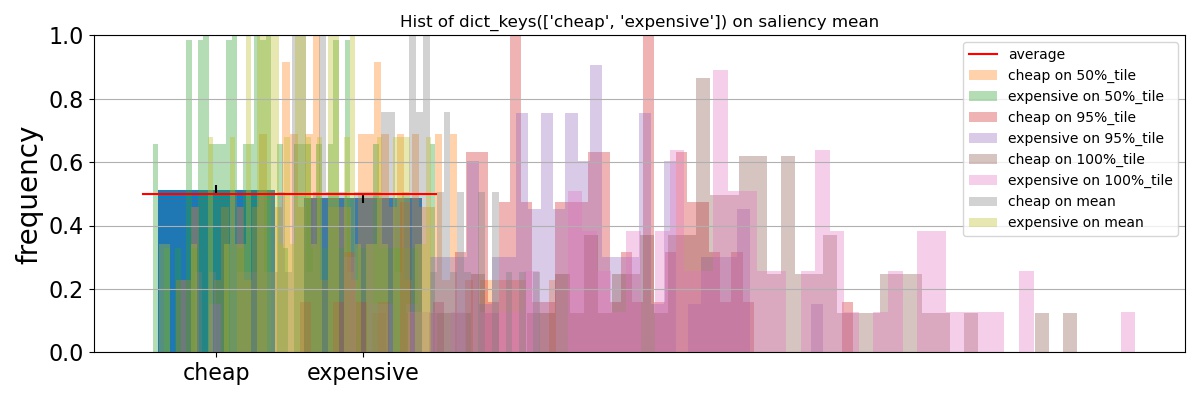 Hist of dict_keys(['cheap', 'expensive']) on saliency mean
frequency
1.0
0.8
0.6
0.4
0.2
0.0
cheap
expensive
average
cheap on 50%_tile
expensive on 50%_tile
cheap on 95%_tile
expensive on 95%_tile
cheap on 100%_tile
expensive on 100%_tile
cheap on mean
expensive on mean